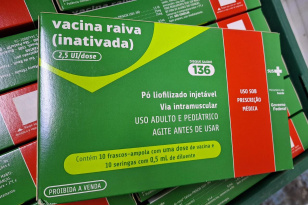 vacina raiva
(inativada)
2,5 UI/dose
136
Pó liofilizado injetável
Via intramuscular
USO ADULTO E PEDIÁTRICO
AGITE ANTES DE USAR
USO SOB
PRESCRIÇÃO
MÉDICA
Contém 10 frascos-ampola com uma dose de vacina e
10 seringas com 0,5 mL de diluente
PROIBIDA A VENDA